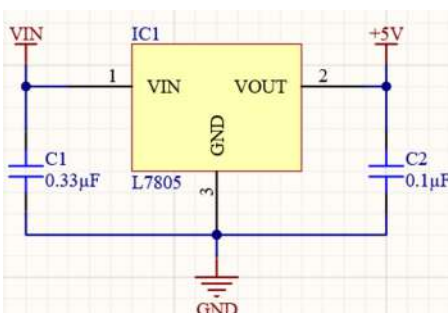 VIN
IC1
+5V
1
VIN
VOUT
2
GND
C1
0.33µF
C2
0.1µF
L7805
3
GND